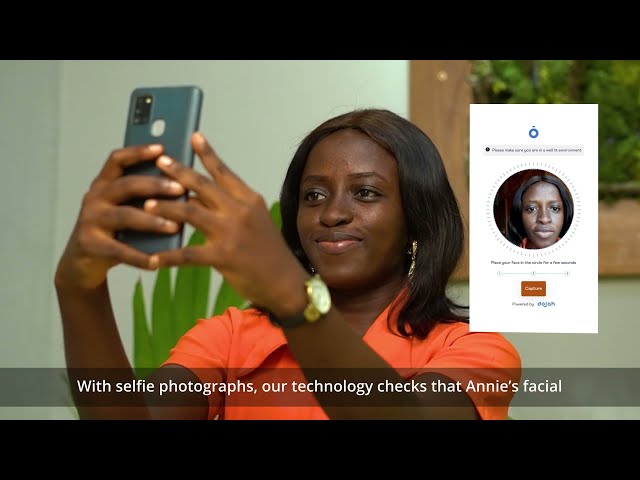 Please make sure you are in a well lit environment
Place your face in the circle for a few seconds
Capture
Powered by dojah
With selfie photographs, our technology checks that Annie's facial